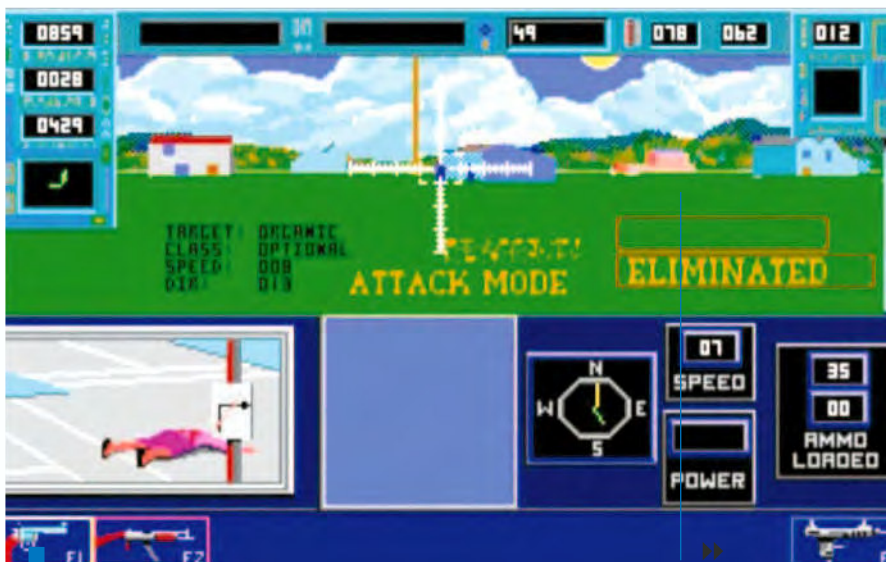 0859
49
078
062
012
0028
0429
TARGET: ORGANIC
CLASS: OPTIONAL
SPEED: 008
DIR: 013
ATTACK MODE
ELIMINATED
07
SPEED
N
W E
S
POWER
35
00
AMMO
LOADED
F1
F2